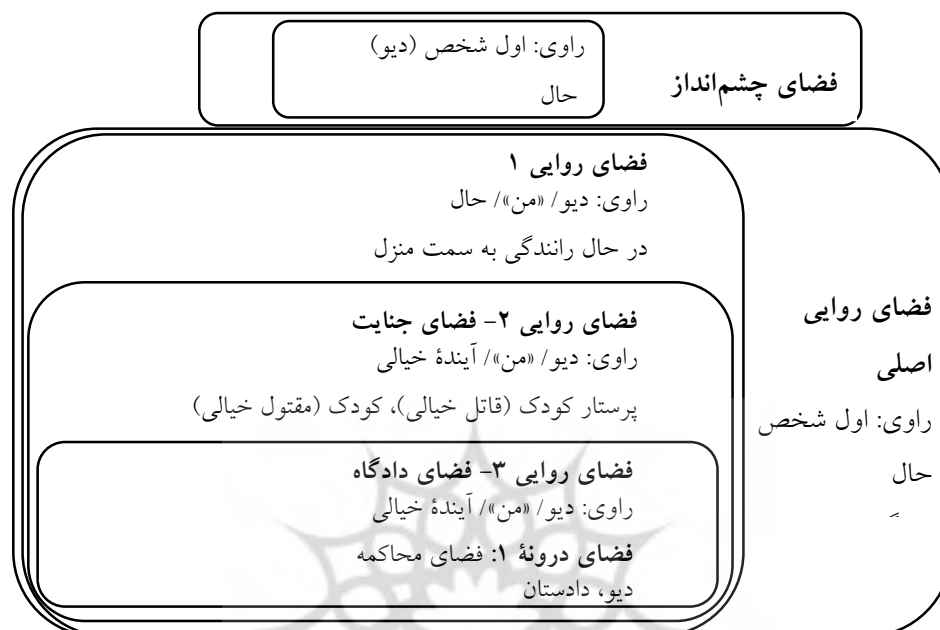 فضای چشم‌انداز
راوی: اول شخص (دیو)
حال
فضای روایی
اصلی
راوی: اول شخص
حال
فضای روایی ۱
راوی: دیو/ «من»/ حال
در حال رانندگی به سمت منزل
فضای روایی ۲- فضای جنایت
راوی: دیو/ «من»/ آیندهٔ خیالی
پرستار کودک (قاتل خیالی)، کودک (مقتول خیالی)
فضای روایی ۳- فضای دادگاه
راوی: دیو/ «من»/ آیندهٔ خیالی
فضای درونهٔ ۱: فضای محاکمه
دیو، دادستان